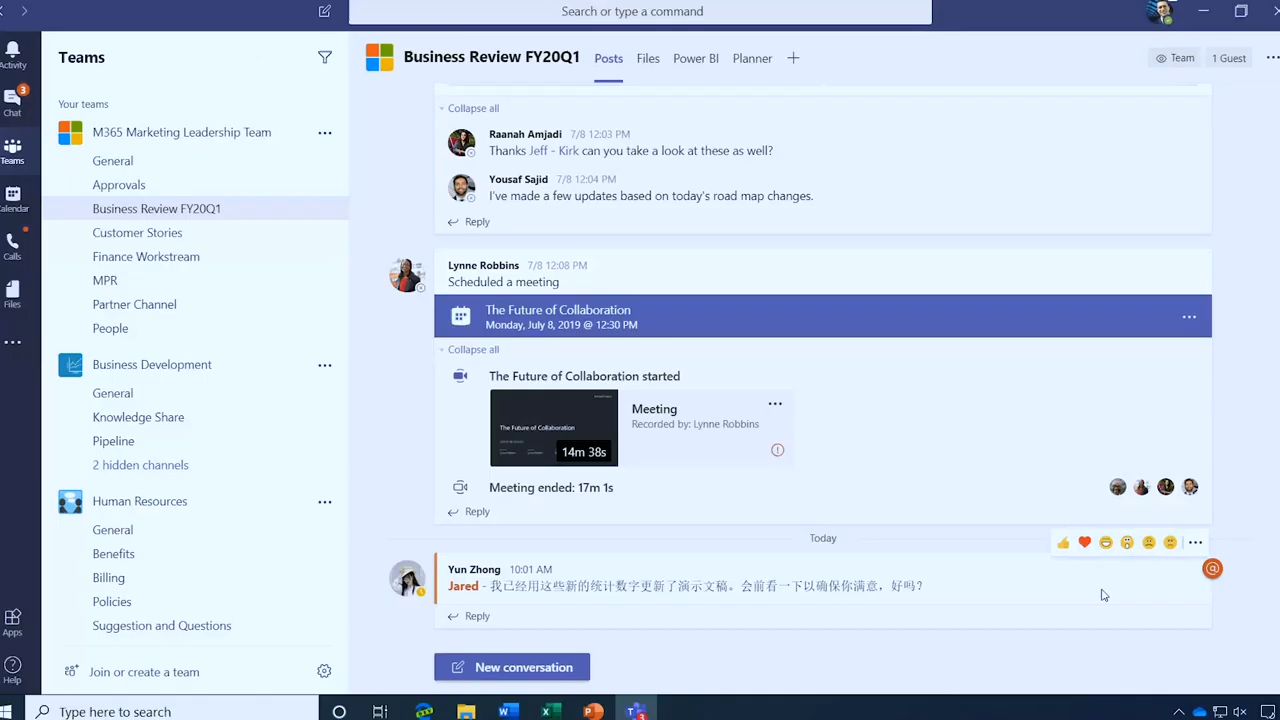 Search or type a command
Activity
Chat
3
Teams
Calendar
Calls
Files
Apps
Help
Teams
Your teams
M365 Marketing Leadership Team
General
Approvals
Business Review FY20Q1
Customer Stories
Finance Workstream
MPR
Partner Channel
People
Business Development
General
Knowledge Share
Pipeline
2 hidden channels
Human Resources
General
Benefits
Billing
Policies
Suggestion and Questions
Join or create a team
Business Review FY20Q1 Posts Files Power BI Planner
Team 1 Guest
Collapse all
Raanah Amjadi 7/8 12:03 PM
Thanks Jeff - Kirk can you take a look at these as well?
Yousaf Sajid 7/8 12:04 PM
I've made a few updates based on today's road map changes.
Reply
Lynne Robbins 7/8 12:08 PM
Scheduled a meeting
The Future of Collaboration
Monday, July 8, 2019 @ 12:30 PM
Collapse all
The Future of Collaboration started
The Future of Collaboration
14m 38s
Meeting
Recorded by: Lynne Robbins
Meeting ended: 17m 1s
Reply
Today
Yun Zhong 10:01 AM
Jared - 我已经用这些新的统计数字更新了演示文稿。会前看一下以确保你满意，好吗？
Reply
New conversation
Type here to search